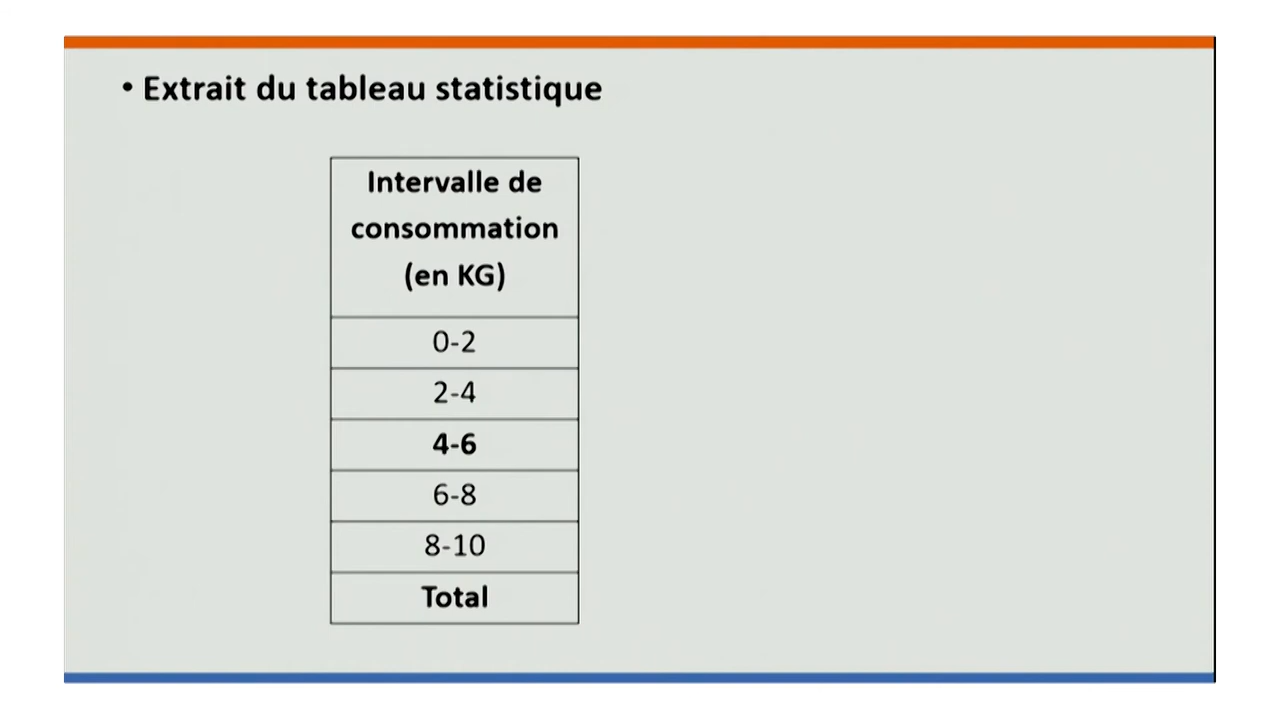 • Extrait du tableau statistique
Intervalle de
consommation
(en KG)
0-2
2-4
4-6
6-8
8-10
Total